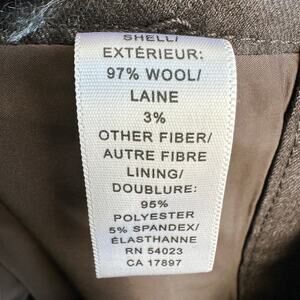 SHELL/
EXTÉRIEUR:
97% WOOL/
LAINE
3%
OTHER FIBER/
AUTRE FIBRE
LINING/
DOUBLURE:
95%
POLYESTER
5% SPANDEX/
ÉLASTHANNE
RN 54023
CA 17897